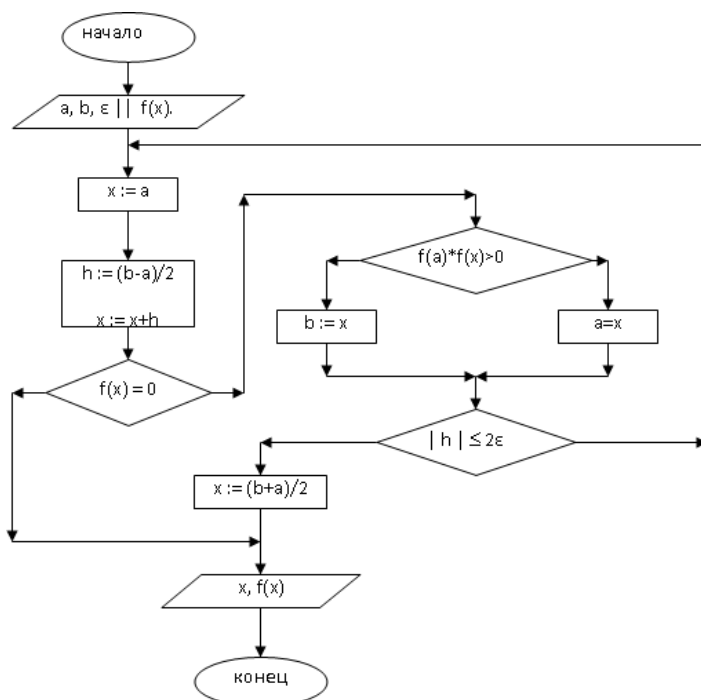 начало
a, b, ε || f(x).
x := a
h := (b-a)/2
x := x+h
f(x) = 0
f(a)*f(x)>0
b := x
a=x
| h | ≤ 2ε
x := (b+a)/2
x, f(x)
конец